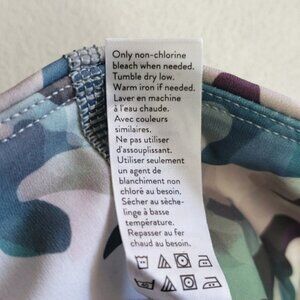 Only non-chlorine
bleach when needed.
Tumble dry low.
Warm iron if needed.
Laver en machine
à l'eau chaude.
Avec couleurs
similaires.
Ne pas utiliser
d'assouplissant.
Utiliser seulement
un agent de
blanchiment non
chloré au besoin.
Sécher au sèche-
linge à basse
température.
Repasser au fer
chaud au besoin.